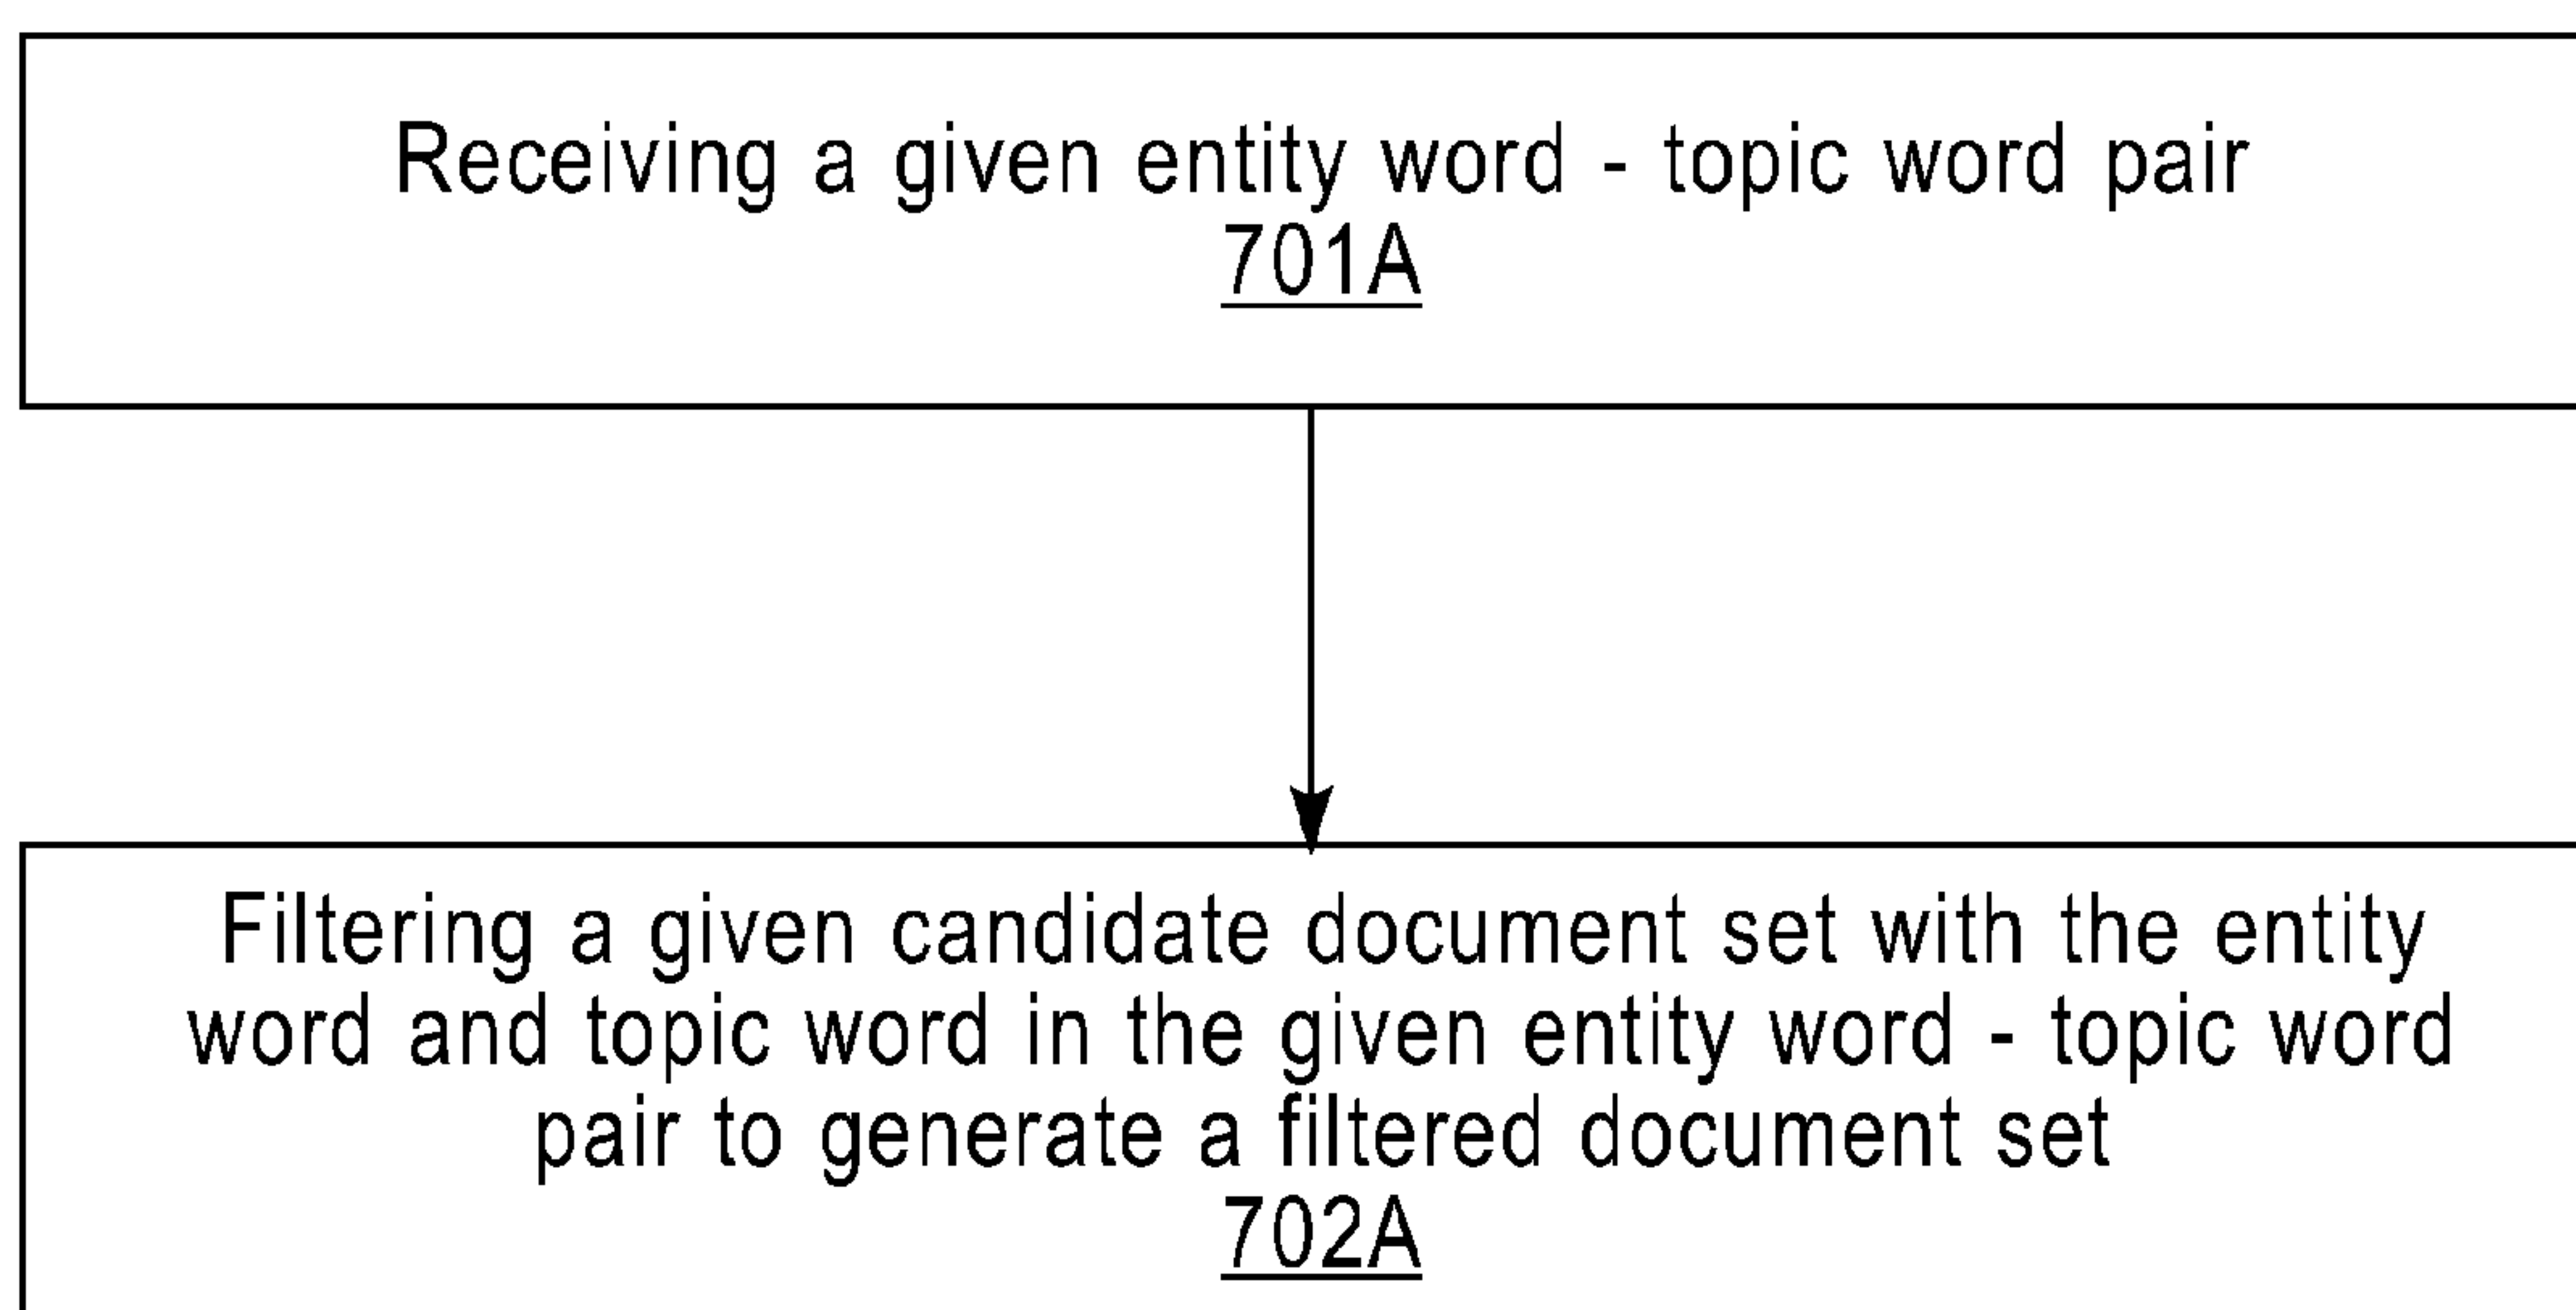 Receiving a given entity word - topic word pair
701A
Filtering a given candidate document set with the entity
word and topic word in the given entity word - topic word
pair to generate a filtered document set
702A